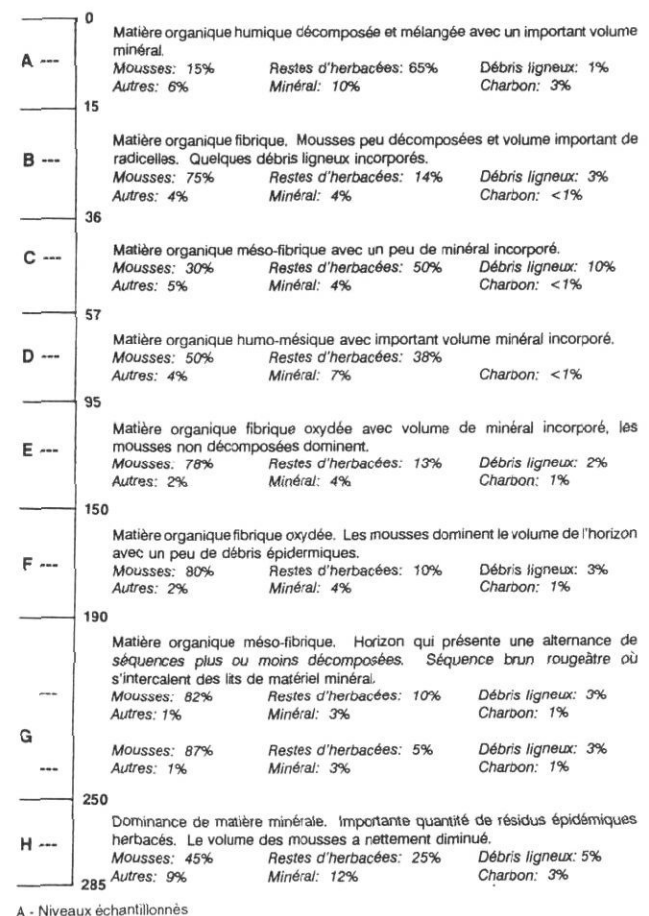 0
Matière organique humique décomposée et mélangée avec un important volume
minéral.
A ---
Mousses: 15% Restes d'herbacées: 65% Débris ligneux: 1%
Autres: 6% Minéral: 10% Charbon: 3%
15
Matière organique fibrique. Mousses peu décomposées et volume important de
B ---
radicelles. Quelques débris ligneux incorporés.
Mousses: 75% Restes d'herbacées: 14% Débris ligneux: 3%
Autres: 4% Minéral: 4% Charbon: <1%
36
C ---
Matière organique méso-fibrique avec un peu de minéral incorporé.
Mousses: 30% Restes d'herbacées: 50% Débris ligneux: 10%
Autres: 5% Minéral: 4% Charbon: <1%
57
Matière organique humo-mésique avec important volume minéral incorporé.
D ---
Mousses: 50% Restes d'herbacées: 38%
Autres: 4% Minéral: 7% Charbon: <1%
95
Matière organique fibrique oxydée avec volume de minéral incorporé, les
E ---
mousses non décomposées dominent.
Mousses: 78% Restes d'herbacées: 13% Débris ligneux: 2%
Autres: 2% Minéral: 4% Charbon: 1%
150
Matière organique fibrique oxydée. Les mousses dominent le volume de l'horizon
avec un peu de débris épidermiques.
F ---
Mousses: 80% Restes d'herbacées: 10% Débris ligneux: 3%
Autres: 2% Minéral: 4% Charbon: 1%
190
Matière organique méso-fibrique. Horizon qui présente une alternance de
séquences plus ou moins décomposées. Séquence brun rougeâtre où
s'intercalent des lits de matériel minéral.
---
Mousses: 82% Restes d'herbacées: 10% Débris ligneux: 3%
Autres: 1% Minéral: 3% Charbon: 1%
G
Mousses: 87% Restes d'herbacées: 5% Débris ligneux: 3%
---
Autres: 1% Minéral: 3% Charbon: 1%
250
Dominance de matière minérale. Importante quantité de résidus épidémiques
H ---
herbacés. Le volume des mousses a nettement diminué.
Mousses: 45% Restes d'herbacées: 25% Débris ligneux: 5%
285 Autres: 9% Minéral: 12% Charbon: 3%
A - Niveaux échantillonnés